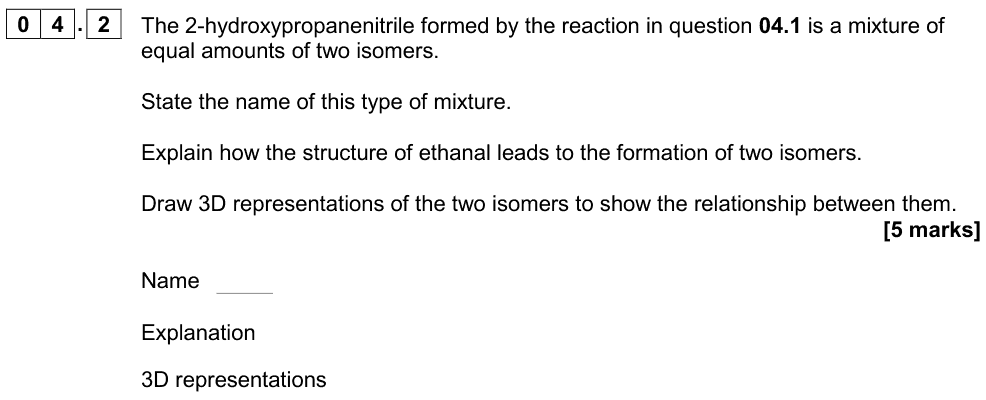 04.2 The 2-hydroxypropanenitrile formed by the reaction in question 04.1 is a mixture of
equal amounts of two isomers.
State the name of this type of mixture.
Explain how the structure of ethanal leads to the formation of two isomers.
Draw 3D representations of the two isomers to show the relationship between them.
[5 marks]
Name
Explanation
3D representations